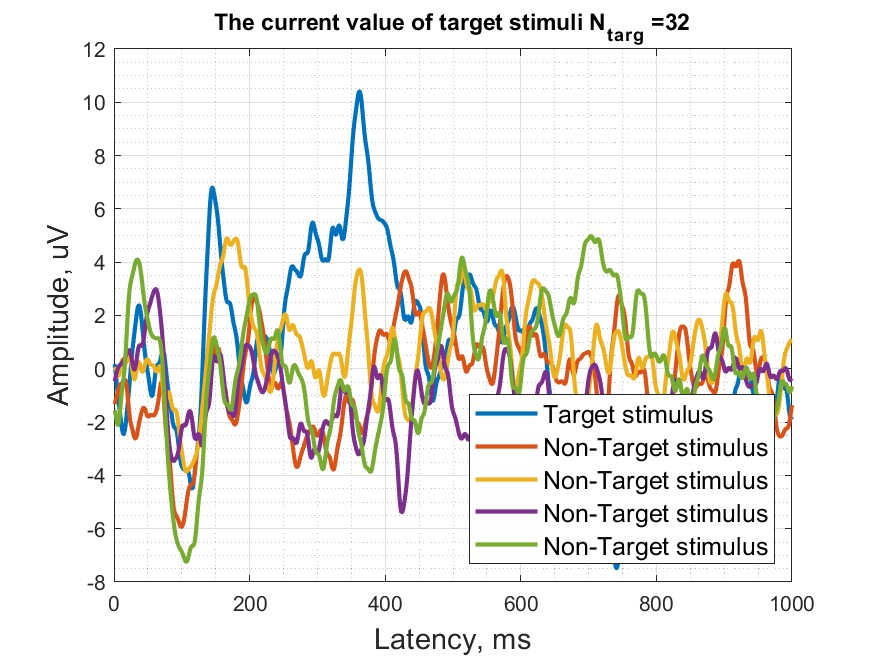 The current value of target stimuli N_targ =32
Amplitude, uV
12
10
8
6
4
2
0
-2
-4
-6
-8
Target stimulus
Non-Target stimulus
Non-Target stimulus
Non-Target stimulus
Non-Target stimulus
0 200 400 600 800 1000
Latency, ms